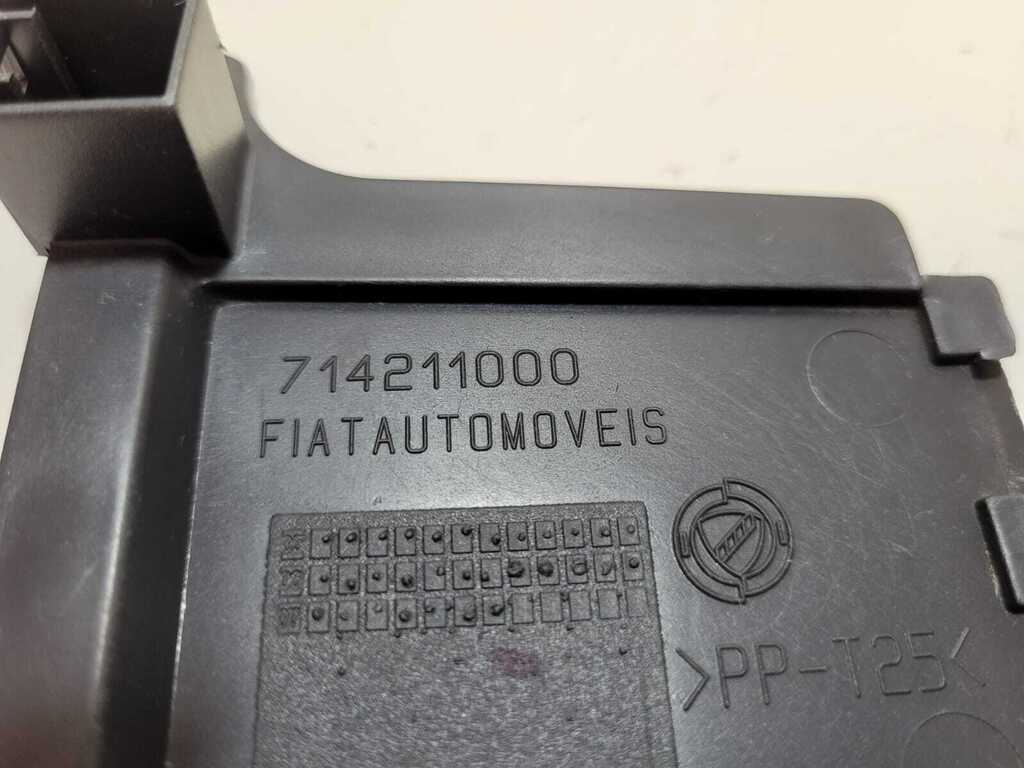 714211000
FIATAUTOMOVEIS
>PP-T25<